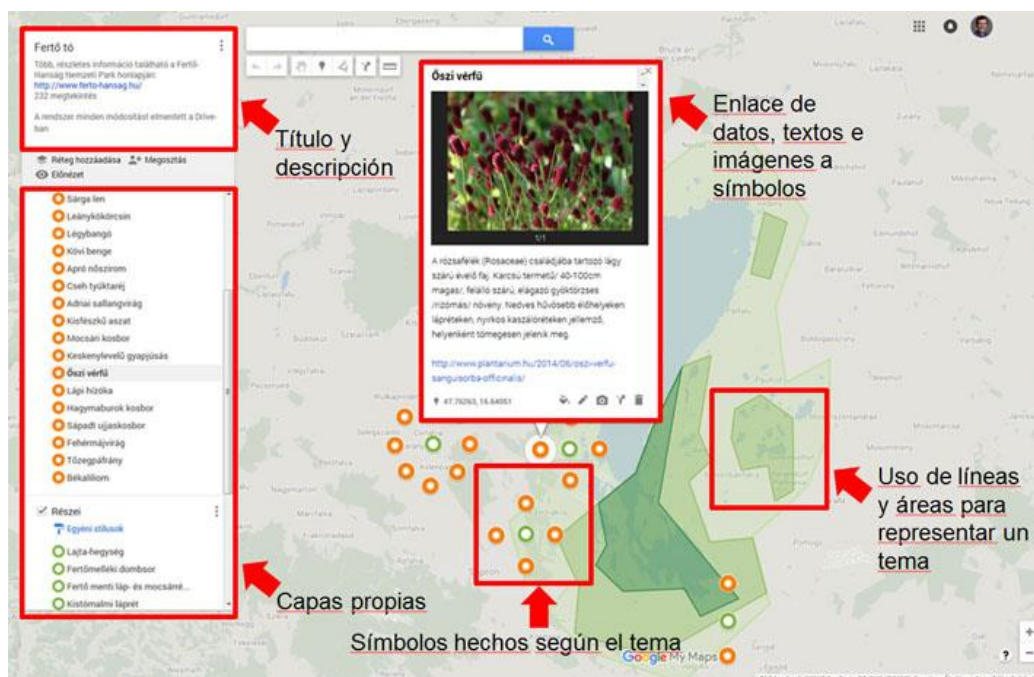 Fertő tó
Több, részletes információ található a Fertő-
Hanság Nemzeti Park honlapján:
http://www.ferto-hansag.hu/
232 megtekintés
A rendszer minden módosítást elmentett a Drive-
ban
Réteg hozzáadása Megosztás
Előnézet
Sárga len
Leánykökörcsin
Légybangó
Kövi benge
Apró nőszirom
Cseh tyúktaréj
Adriai sallangvirág
Kisfészkű aszat
Mocsári kosbor
Keskenylevelű gyapjúsás
Őszi vérfű
Lápi hízóka
Hagymaburok kosbor
Sápadt ujjaskosbor
Fehérmájvirág
Tőzegpáfrány
Békaliliom
Részei
Egyéni stílusok
Lajta-hegység
Fertőmelléki dombsor
Fertő menti láp- és mocsárré...
Kistómalmi láprét
Título y
descripción
Capas propias
Őszi vérfű
1/1
A rózsafélék (Rosaceae) családjába tartozó lágy
szárú évelő faj. Karcsú termetű/ 40-100cm
magas/, felálló szárú, elágazó gyöktörzses
/rizómás/ növény. Nedves hűvösebb élőhelyeken
lápréteken, nyirkos kaszálóréteken jellemző,
helyenként tömegesen jelenik meg.
http://www.plantarium.hu/2014/06/oszi-verfu-
sanguisorba-officinalis/
47.76263, 16.64051
Enlace de
datos, textos e
imágenes a
símbolos
Uso de líneas
y áreas para
representar un
tema
Símbolos hechos según el tema
Google My Maps